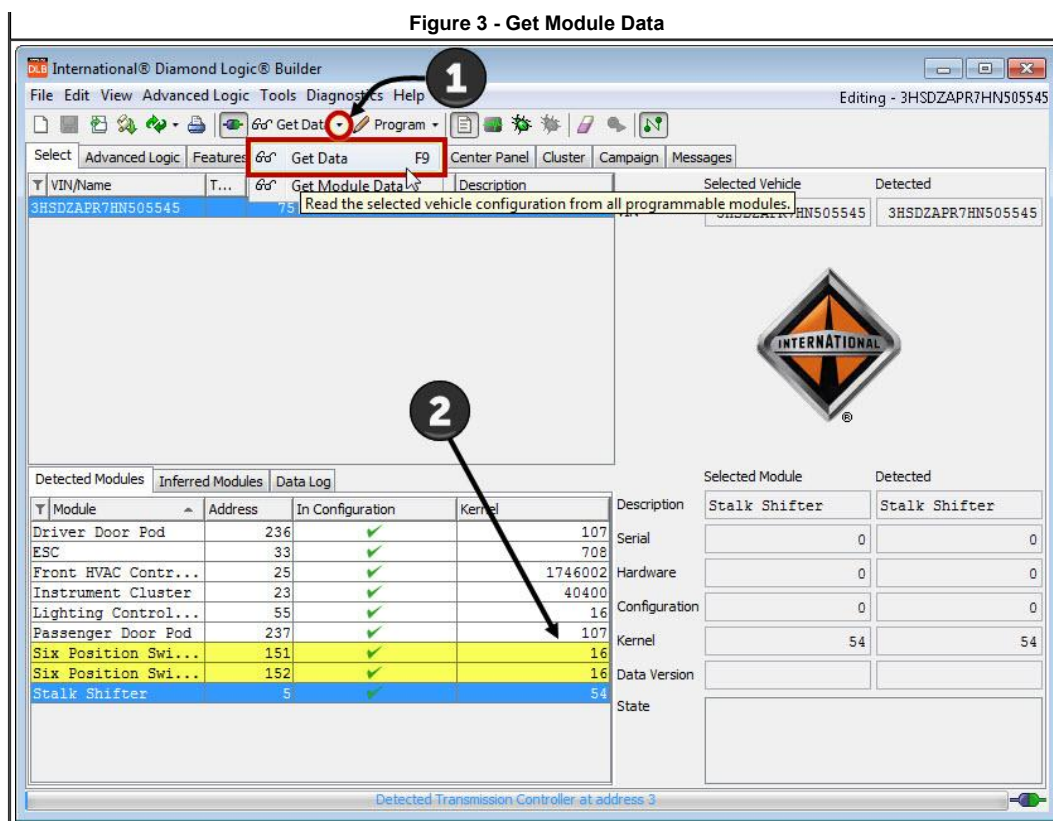 Figure 3 - Get Module Data
International® Diamond Logic® Builder
File Edit View Advanced Logic Tools Diagnostics Help
Editing - 3HSDZAPR7HN505545
1
Get Data Program
Select Advanced Logic Features Center Panel Cluster Campaign Messages
Get Data F9
Get Module Data
Read the selected vehicle configuration from all programmable modules.
VIN/Name T... Description
3HSDZAPR7HN505545 75
Selected Vehicle Detected
3HSDZAPR7HN505545 3HSDZAPR7HN505545
INTERNATIONAL
®
2
Detected Modules Inferred Modules Data Log
Module Address In Configuration Kernel
Driver Door Pod 236 107
ESC 33 708
Front HVAC Contr... 25 1746002
Instrument Cluster 23 40400
Lighting Control... 55 16
Passenger Door Pod 237 107
Six Position Swi... 151 16
Six Position Swi... 152 16
Stalk Shifter 5 54
Selected Module Detected
Description Stalk Shifter Stalk Shifter
Serial 0 0
Hardware 0 0
Configuration 0 0
Kernel 54 54
Data Version
State
Detected Transmission Controller at address 3